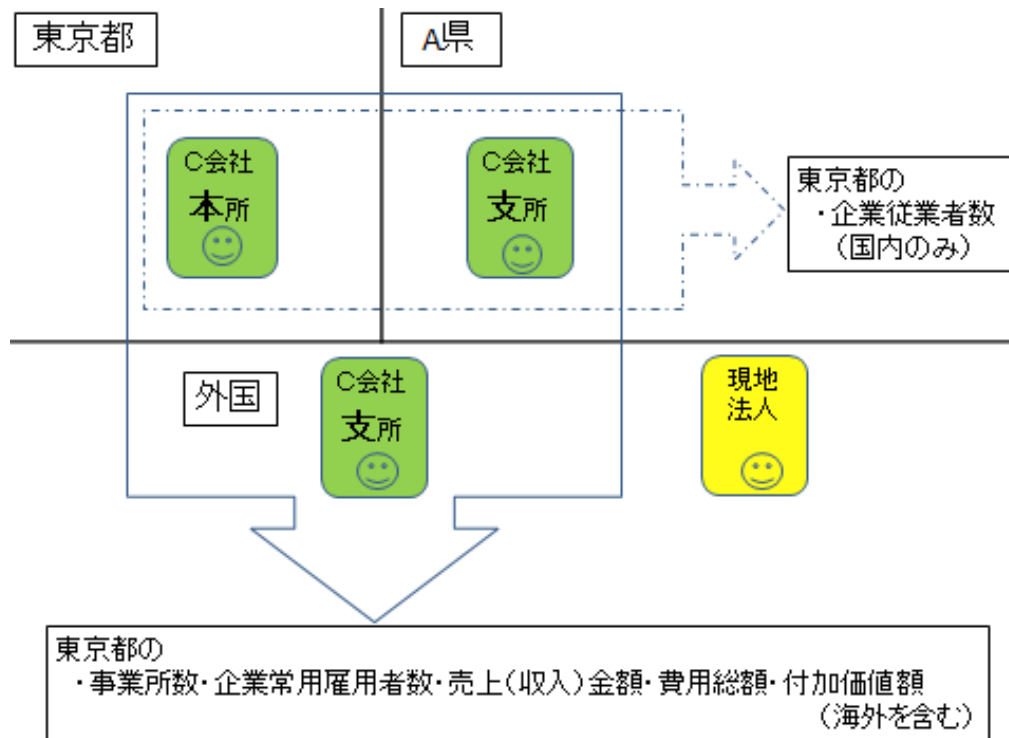 東京都
A県
C会社
本所
C会社
支所
東京都の
・企業従業者数
(国内のみ)
外国
C会社
支所
現地
法人
東京都の
・事業所数・企業常用雇用者数・売上(収入)金額・費用総額・付加価値額
(海外を含む)